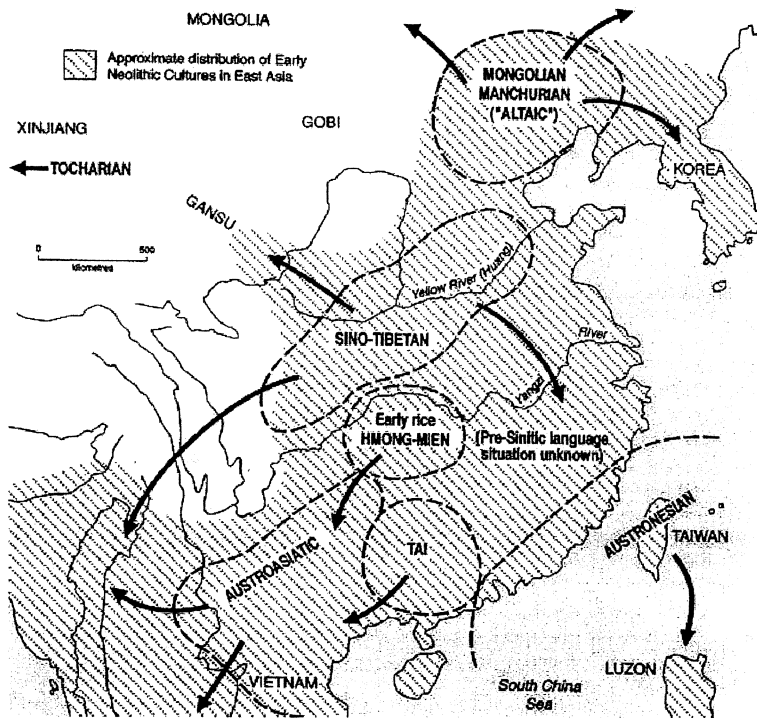 MONGOLIA
Approximate distribution of Early
Neolithic Cultures in East Asia
MONGOLIAN
MANCHURIAN
("ALTAIC")
XINJIANG
GOBI
TOCHARIAN
KOREA
GANSU
0 500
kilometres
Yellow River (Huang)
SINO-TIBETAN
River
Yangzi
Early rice
HMONG-MIEN
(Pre-Sinitic language
situation unknown)
AUSTRONESIAN
TAIWAN
TAI
AUSTROASIATIC
VIETNAM
LUZON
South China
Sea